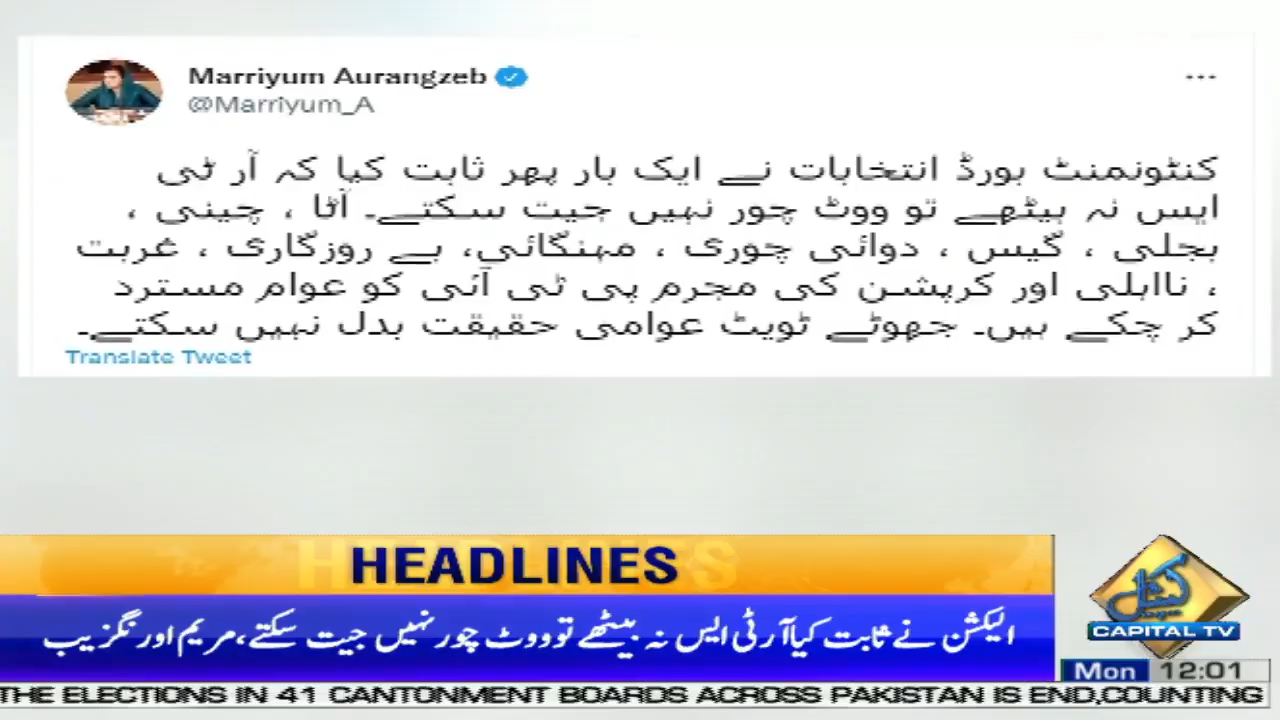 Marriyum Aurangzeb
@Marriyum_A
کنٹونمنٹ بورڈ انتخابات نے ایک بار پھر ثابت کیا کہ آر ٹی
ایس نہ بیٹھے تو ووٹ چور نہیں جیت سکتے۔ آٹا ، چینی ،
بجلی ، گیس ، دوائی چوری ، مہنگائی، بے روزگاری ، غربت
، نااہلی اور کرپشن کی مجرم پی ٹی آئی کو عوام مسترد
کر چکے ہیں۔ جھوٹے ٹویٹ عوامی حقیقت بدل نہیں سکتے۔
Translate Tweet
HEADLINES
الیکشن نے ثابت کیا آر ٹی ایس نہ بیٹھے تو ووٹ چور نہیں جیت سکتے، مریم اورنگزیب
کیپیٹل
CAPITAL TV
Mon 12:01
THE ELECTIONS IN 41 CANTONMENT BOARDS ACROSS PAKISTAN IS END,COUNTING